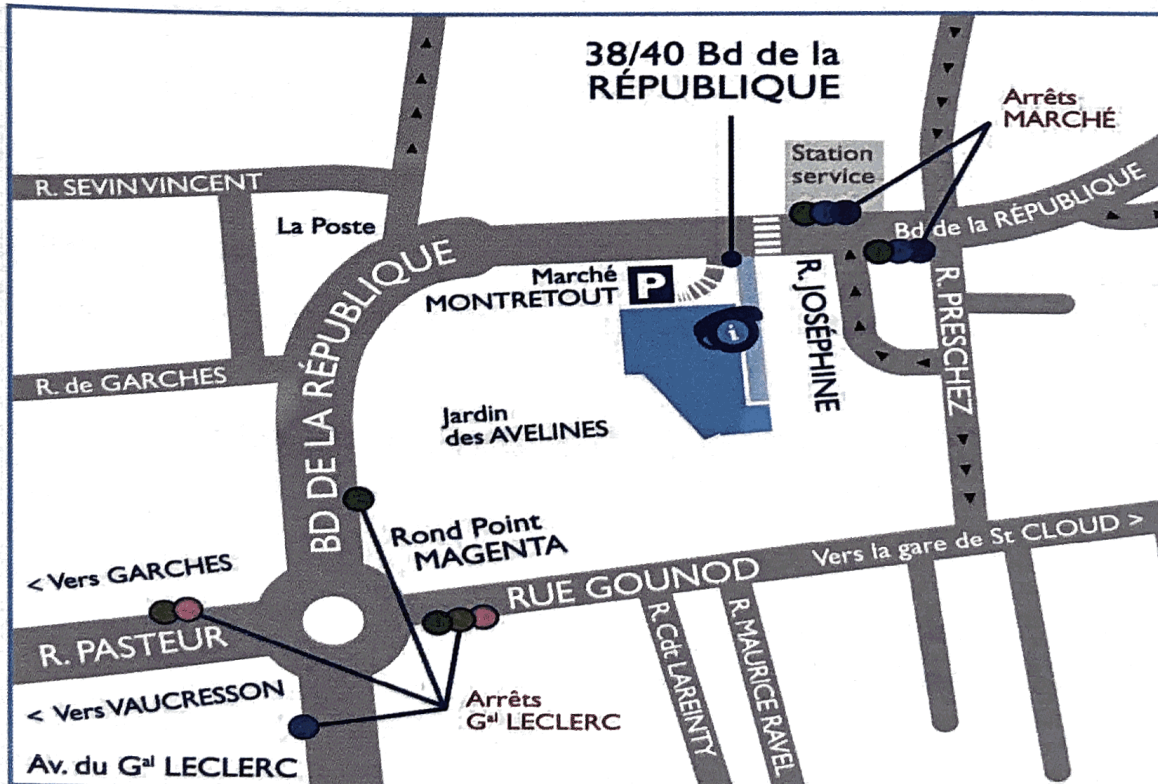 38/40 Bd de la
RÉPUBLIQUE
Arrêts
MARCHÉ
Station
service
R. SEVIN VINCENT
La Poste
Bd de la RÉPUBLIQUE
BD DE LA RÉPUBLIQUE
Marché
MONTRETOUT
P
i
R. JOSÉPHINE
R. PRESCHEZ
R. de GARCHES
Jardin
des AVELINES
Rond Point
MAGENTA
< Vers GARCHES
RUE GOUNOD
Vers la gare de St CLOUD >
R. PASTEUR
R. Cdt LAREINTY
R. MAURICE RAVEL
< Vers VAUCRESSON
Arrêts
Gal LECLERC
Av. du Gal LECLERC